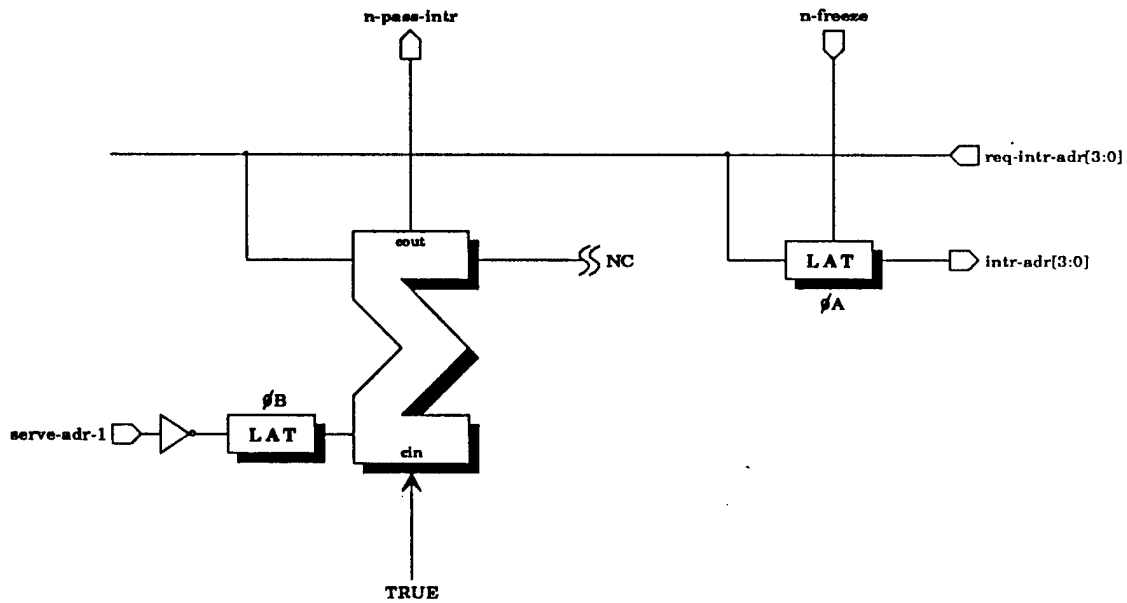 n-pass-intr
n-freeze
req-intr-adr[3:0]
cout
NC
LAT
intr-adr[3:0]
φA
φB
serve-adr-1
LAT
cin
TRUE